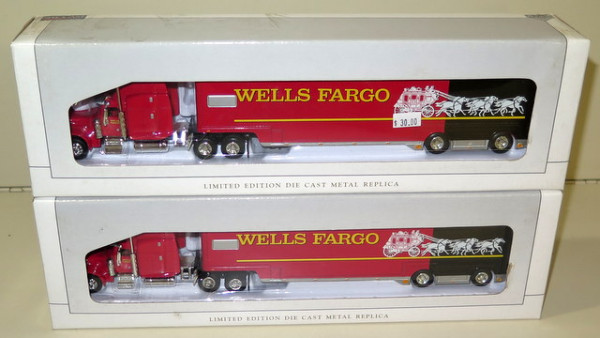 WELLS FARGO
$ 30.00
LIMITED EDITION DIE CAST METAL REPLICA
WELLS FARGO
LIMITED EDITION DIE CAST METAL REPLICA